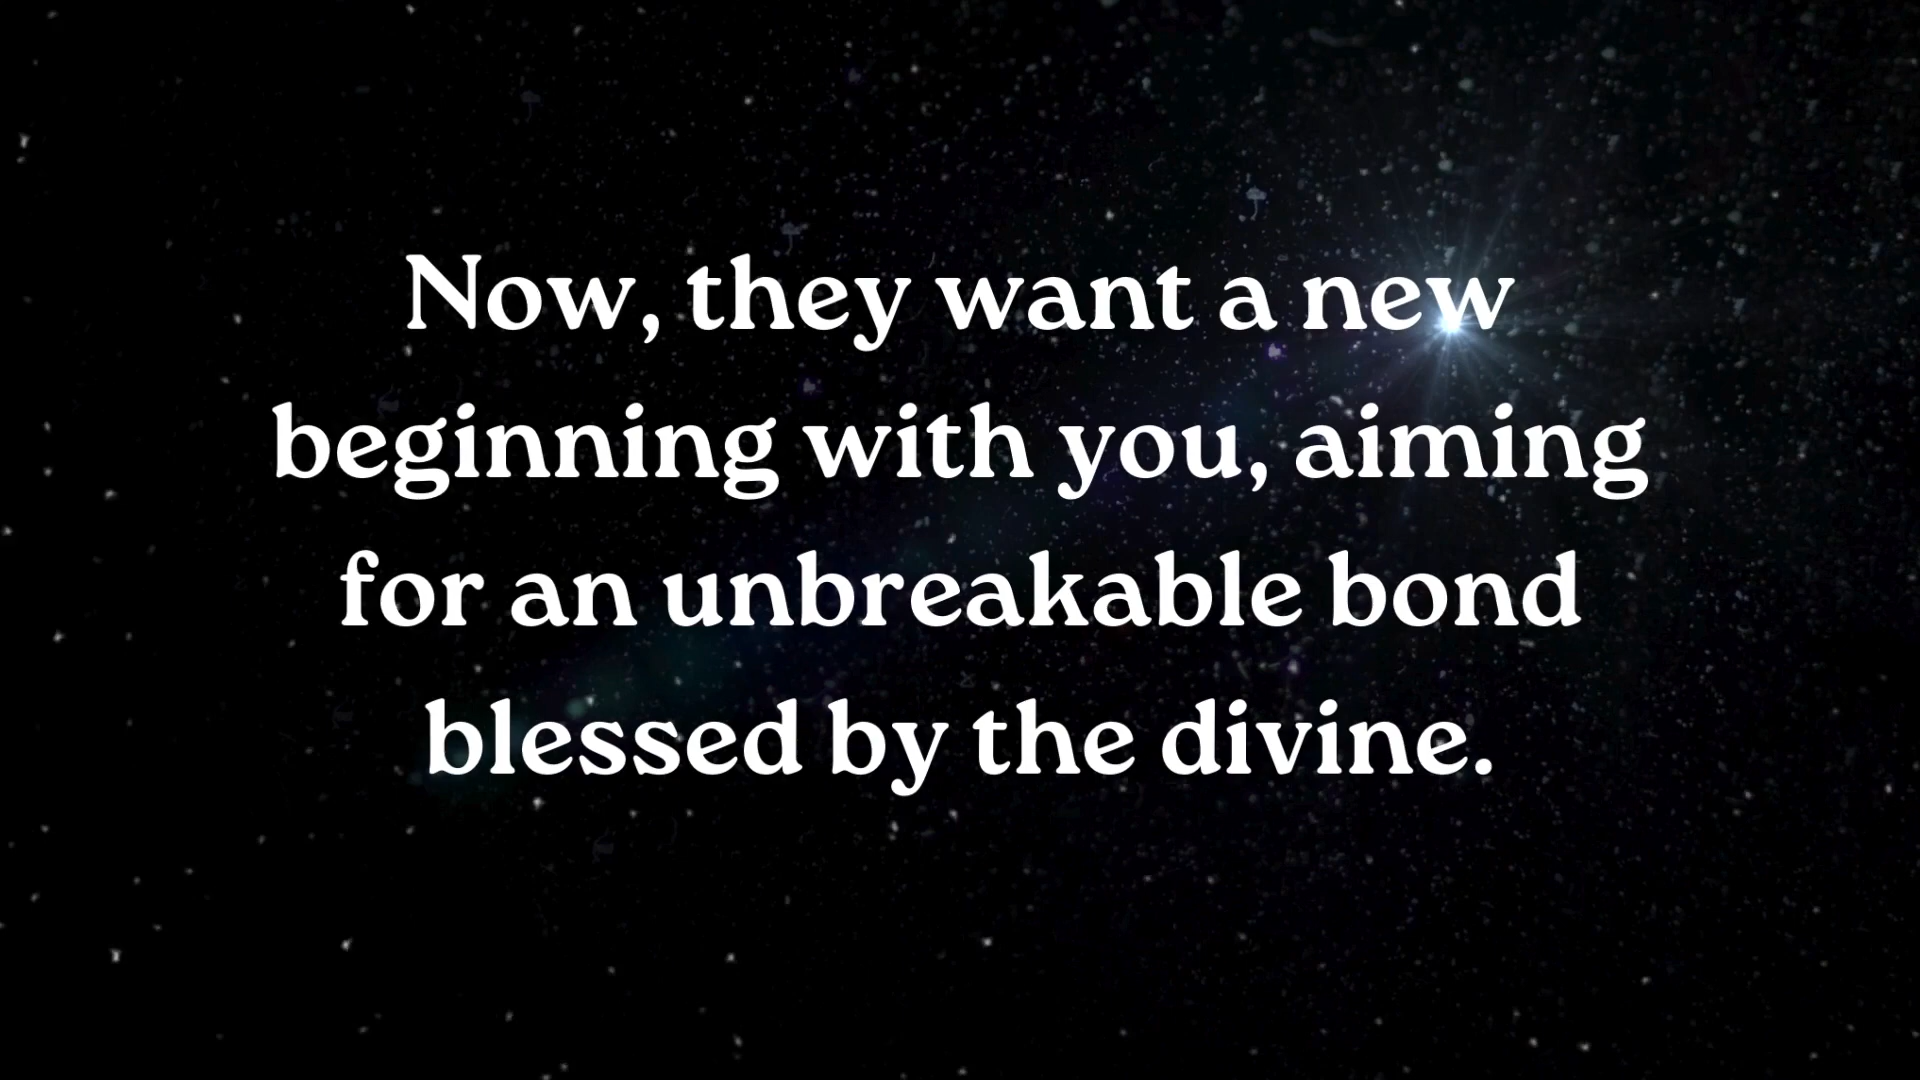 Now, they want a new
beginning with you, aiming
for an unbreakable bond
blessed by the divine.